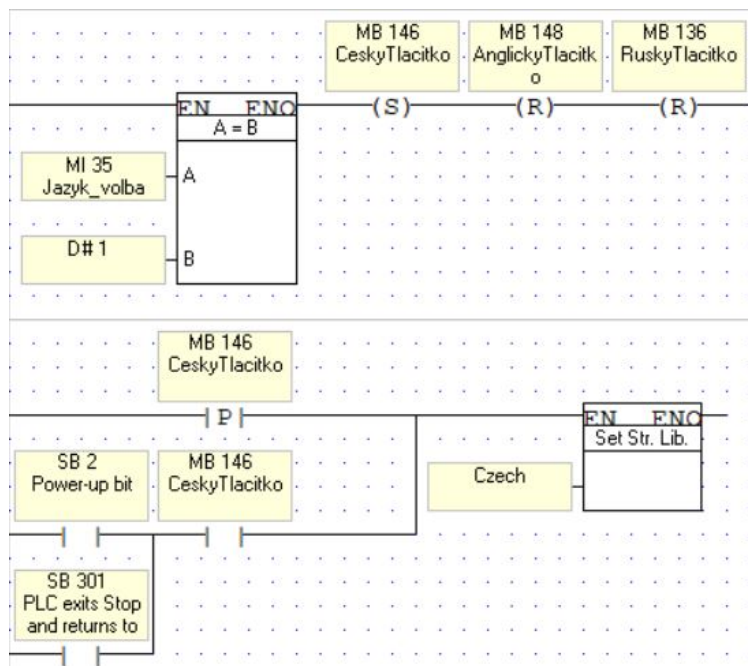 MB 146
CeskyTlacitko
MB 148
AnglickyTlacitk
o
MB 136
RuskyTlacitko
EN ENO
(S)
(R)
(R)
A = B
MI 35
Jazyk_volba
A
D# 1
B
MB 146
CeskyTlacitko
P
EN ENO
Set Str. Lib.
SB 2
Power-up bit
MB 146
CeskyTlacitko
Czech
SB 301
PLC exits Stop
and returns to